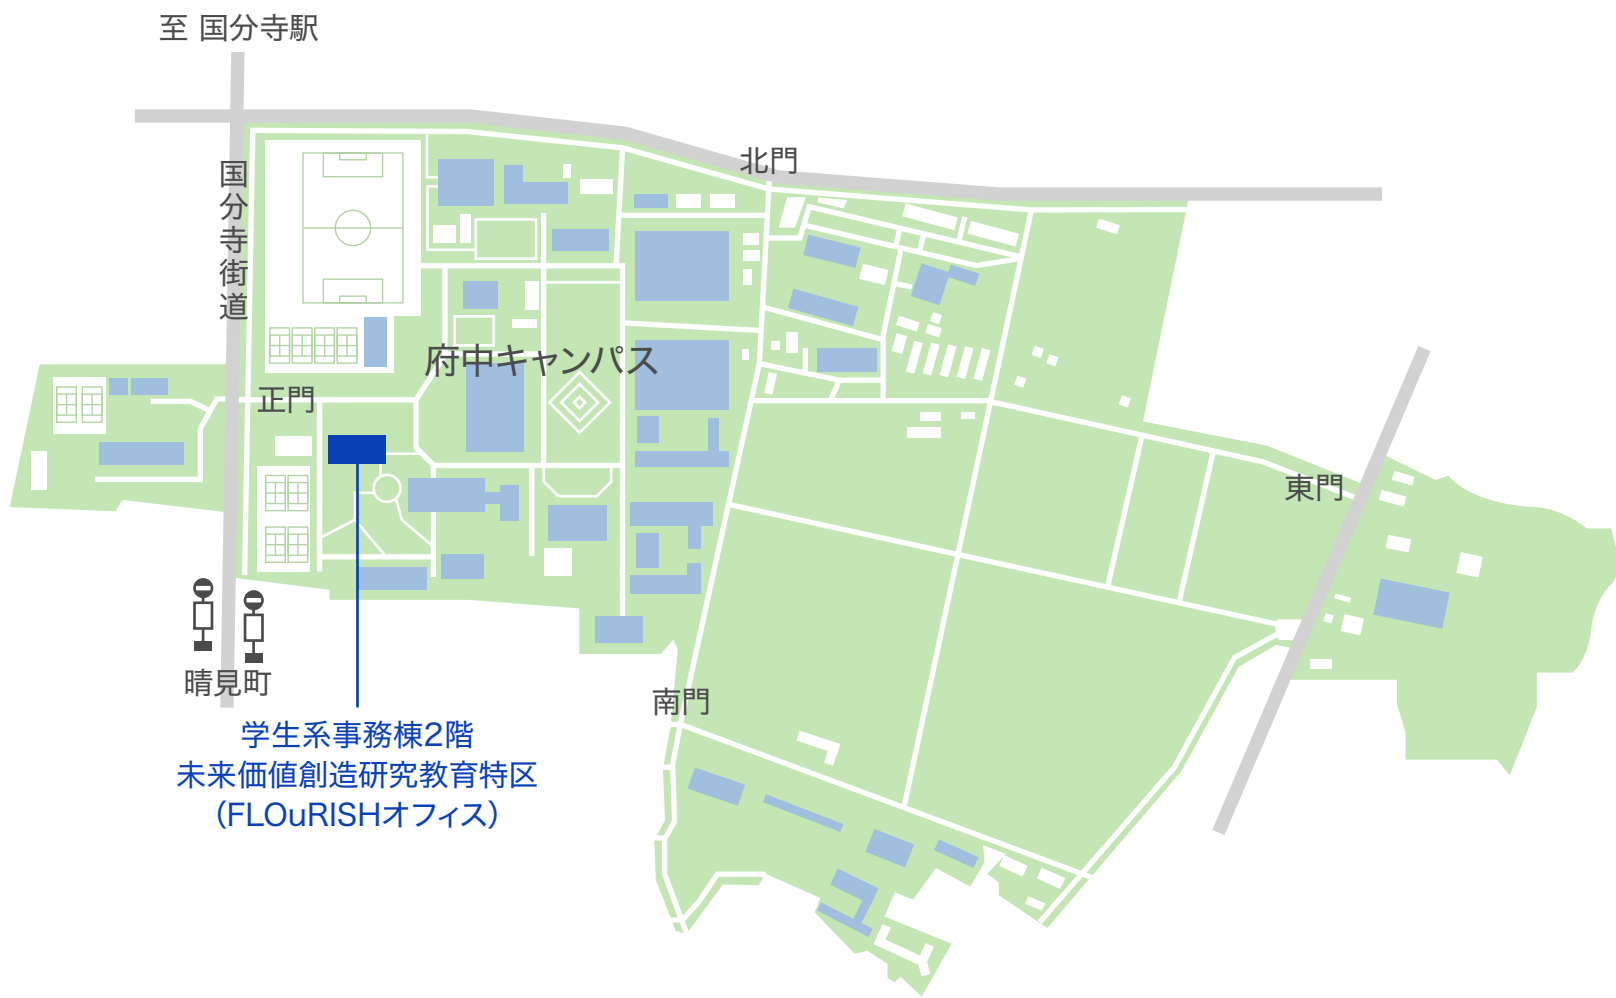 至 国分寺駅
北門
国分寺街道
府中キャンパス
正門
東門
晴見町
南門
学生系事務棟2階
未来価値創造研究教育特区
（FLOuRISHオフィス）